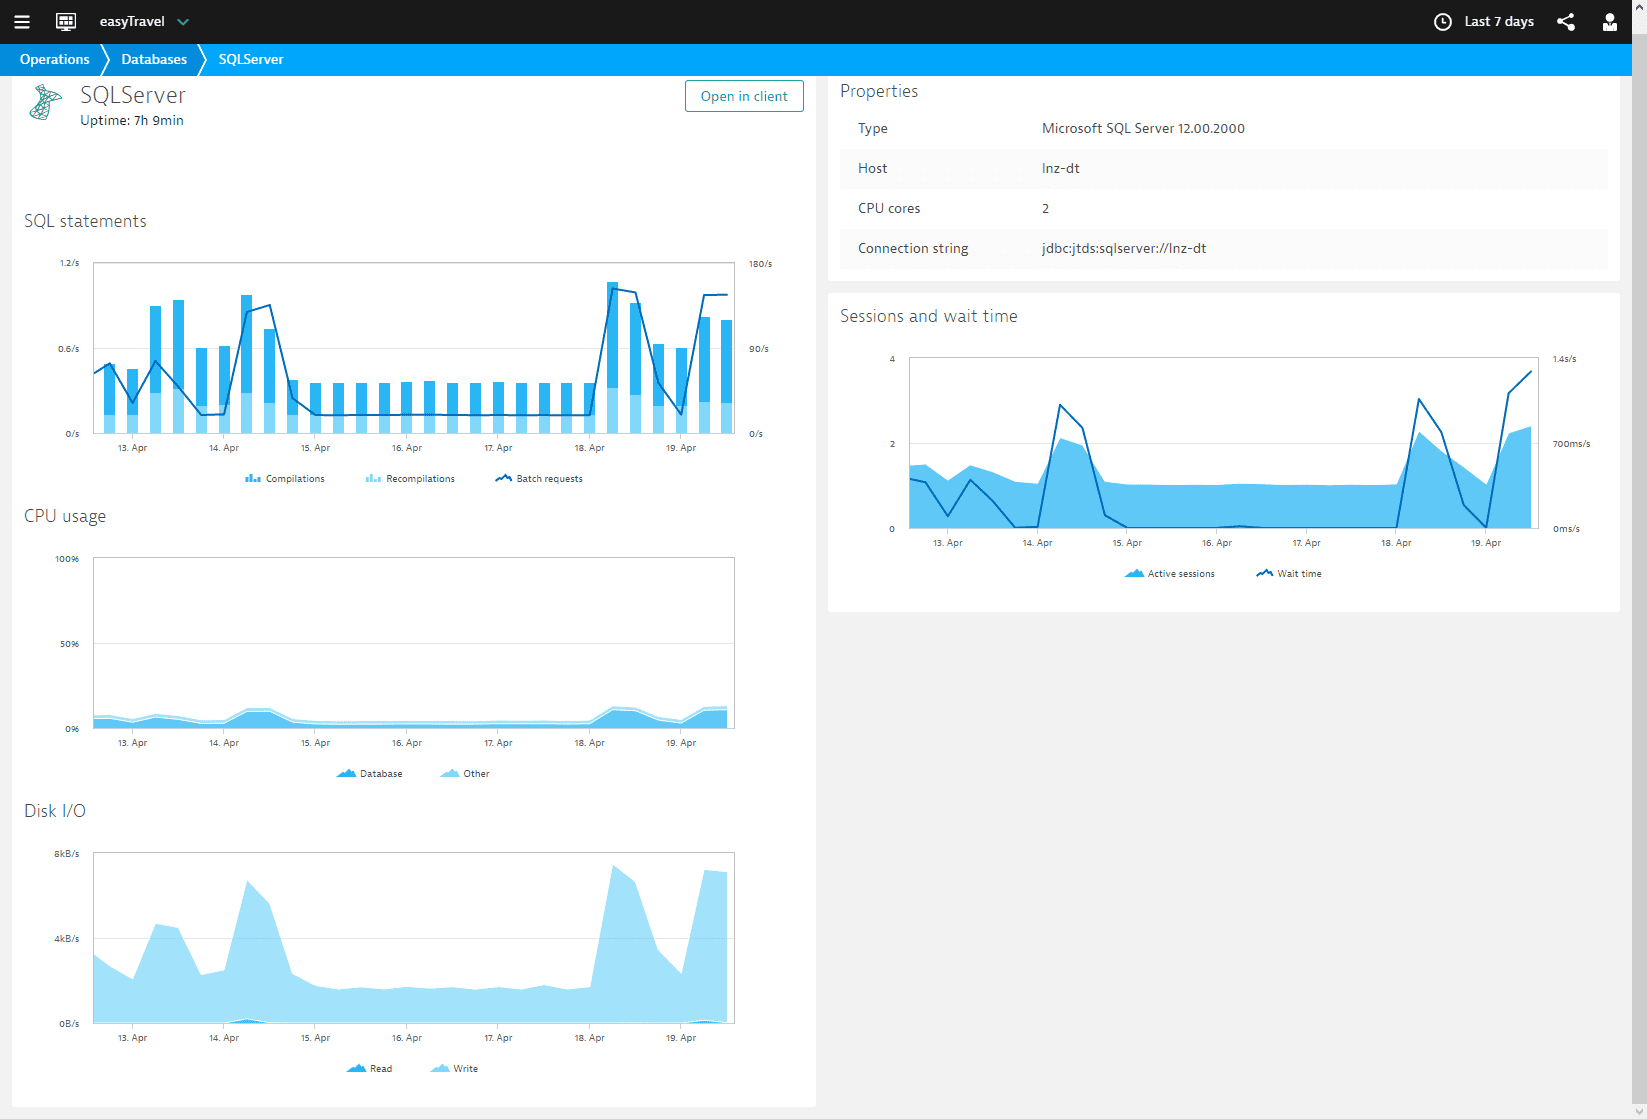 easyTravel
Last 7 days
Operations
Databases
SQLServer
SQLServer
Uptime: 7h 9min
Open in client
SQL statements
1.2/s
0.6/s
0/s
180/s
90/s
0/s
13. Apr 14. Apr 15. Apr 16. Apr 17. Apr 18. Apr 19. Apr
Compilations Recompilations Batch requests
CPU usage
100%
50%
0%
13. Apr 14. Apr 15. Apr 16. Apr 17. Apr 18. Apr 19. Apr
Database Other
Disk I/O
8kB/s
4kB/s
0B/s
13. Apr 14. Apr 15. Apr 16. Apr 17. Apr 18. Apr 19. Apr
Read Write
Properties
Type Microsoft SQL Server 12.00.2000
Host lnz-dt
CPU cores 2
Connection string jdbc:jtds:sqlserver://lnz-dt
Sessions and wait time
4
2
0
1.4s/s
700ms/s
0ms/s
13. Apr 14. Apr 15. Apr 16. Apr 17. Apr 18. Apr 19. Apr
Active sessions Wait time